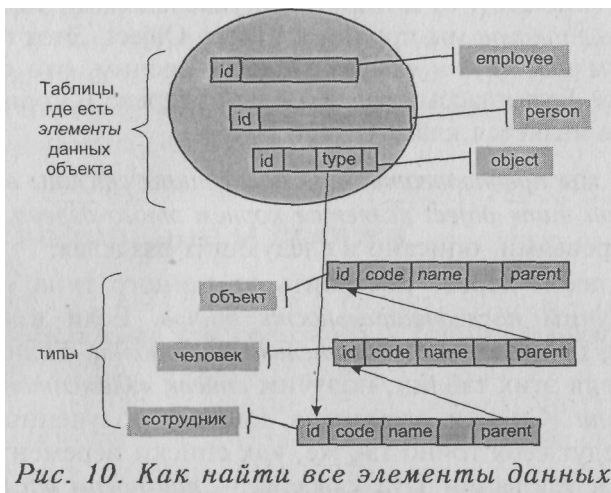 id
employee
Таблицы,
где есть
элементы
данных
объекта
id
person
id type
object
id code name parent
объект
типы
человек
id code name parent
сотрудник
id code name parent
Рис. 10. Как найти все элементы данных